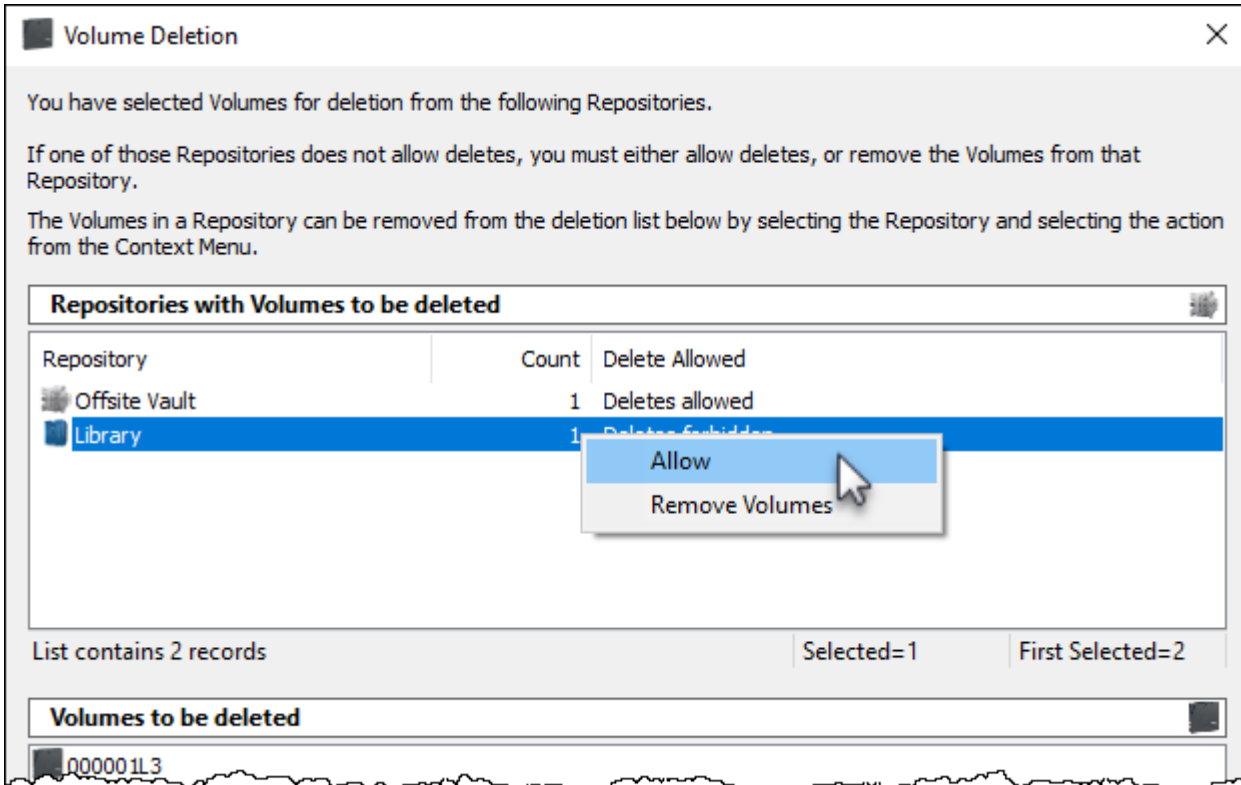 Volume Deletion
You have selected Volumes for deletion from the following Repositories.
If one of those Repositories does not allow deletes, you must either allow deletes, or remove the Volumes from that
Repository.
The Volumes in a Repository can be removed from the deletion list below by selecting the Repository and selecting the action
from the Context Menu.
Repositories with Volumes to be deleted
Repository Count Delete Allowed
Offsite Vault 1 Deletes allowed
Library 1 Deletes forbidden
Allow
Remove Volumes
List contains 2 records Selected=1 First Selected=2
Volumes to be deleted
000001L3